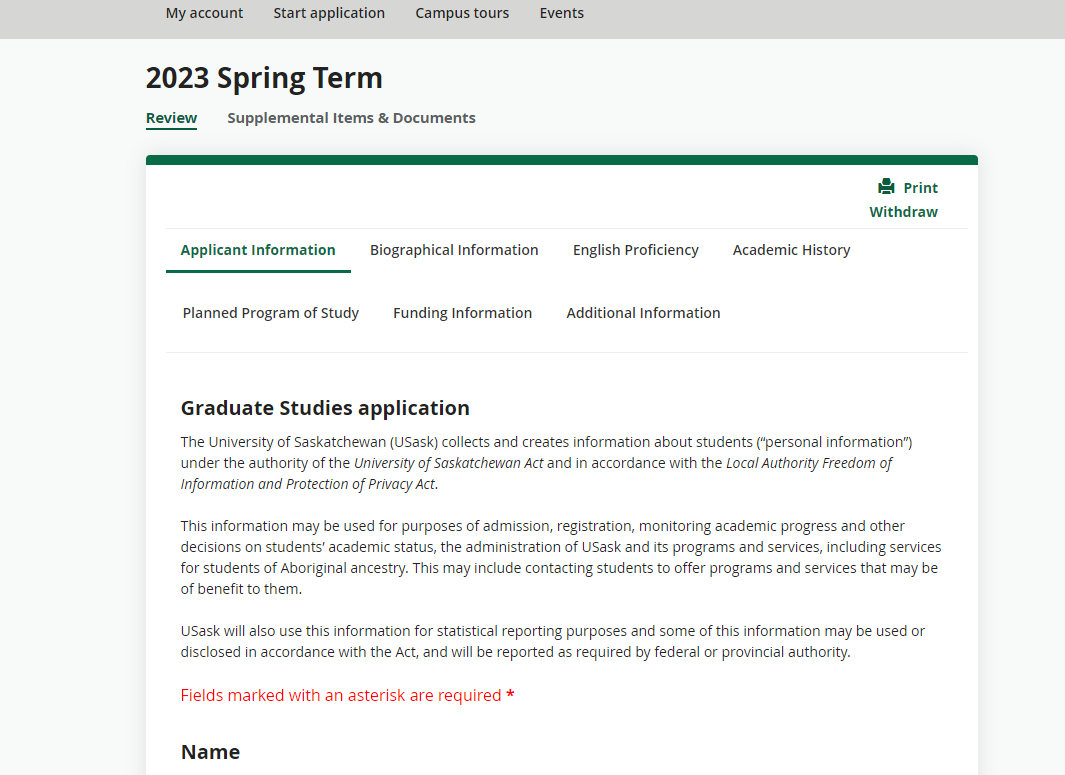 My account Start application Campus tours Events
2023 Spring Term
Review Supplemental Items & Documents
Print
Withdraw
Applicant Information Biographical Information English Proficiency Academic History
Planned Program of Study Funding Information Additional Information
Graduate Studies application
The University of Saskatchewan (USask) collects and creates information about students (“personal information”)
under the authority of the University of Saskatchewan Act and in accordance with the Local Authority Freedom of
Information and Protection of Privacy Act.
This information may be used for purposes of admission, registration, monitoring academic progress and other
decisions on students’ academic status, the administration of USask and its programs and services, including services
for students of Aboriginal ancestry. This may include contacting students to offer programs and services that may be
of benefit to them.
USask will also use this information for statistical reporting purposes and some of this information may be used or
disclosed in accordance with the Act, and will be reported as required by federal or provincial authority.
Fields marked with an asterisk are required *
Name